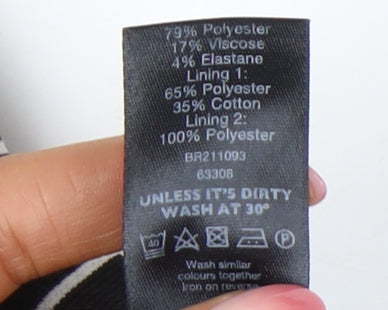 79% Polyester
17% Viscose
4% Elastane
Lining 1:
65% Polyester
35% Cotton
Lining 2:
100% Polyester
BR211093
63308
UNLESS IT'S DIRTY
WASH AT 30°
40 P
Wash similar
colours together
Iron on reverse